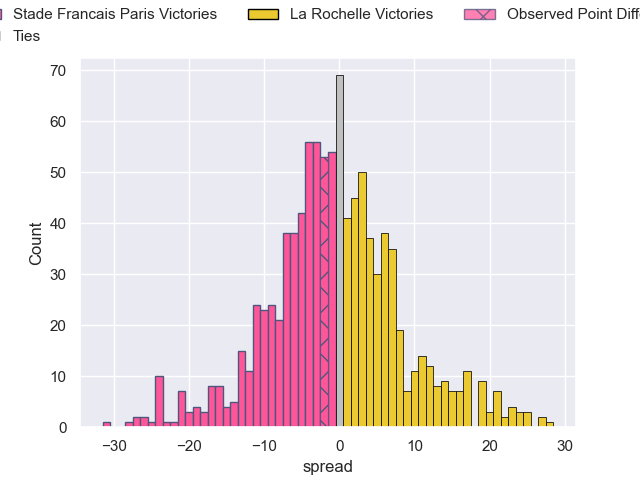 Stade Francais Paris Victories
La Rochelle Victories
Observed Point
Ties
70
60
50
40
30
20
10
0
Count
−30 −20 −10 0 10 20 30
spread